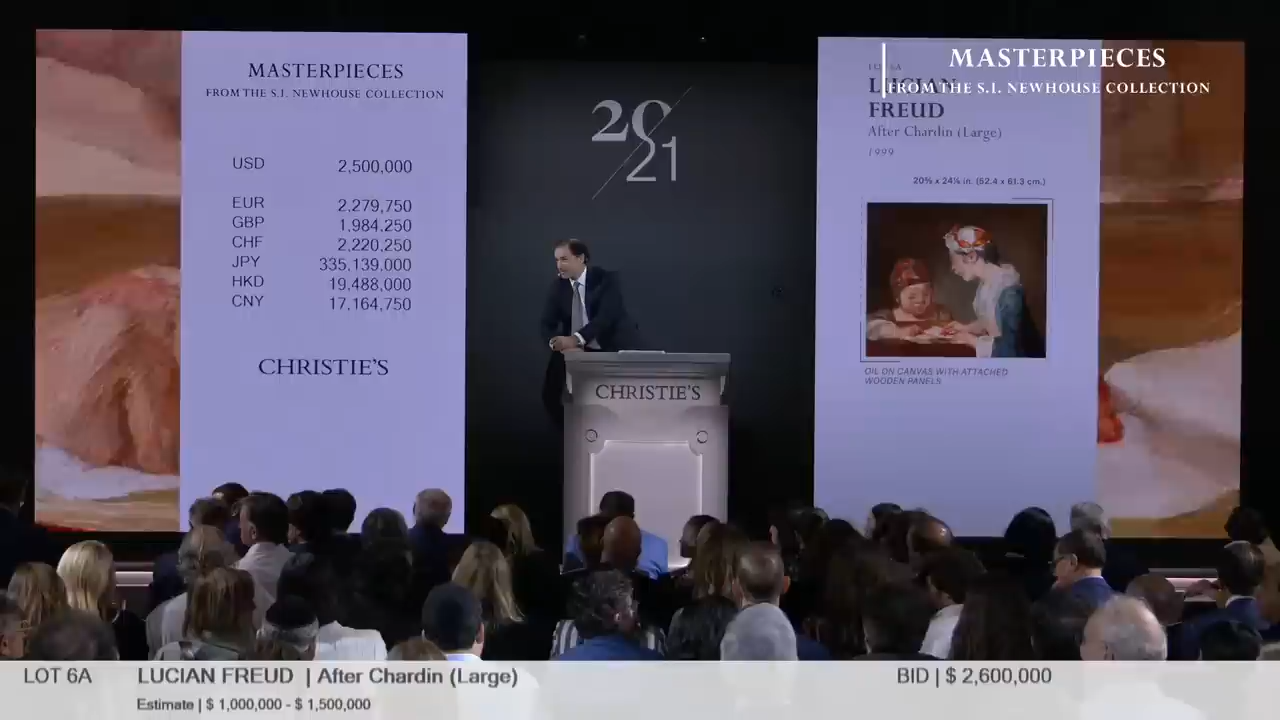 MASTERPIECES
FROM THE S.I. NEWHOUSE COLLECTION
USD 2,500,000
EUR 2.279,750
GBP 1,984,250
CHF 2,220,250
JPY 335.139,000
HKD 19,488,000
CNY 17,164,750
CHRISTIE'S
20
21
CHRISTIE'S
MASTERPIECES
FROM THE S.I. NEWHOUSE COLLECTION
LOT 6A
LUCIAN
FREUD
After Chardin (Large)
1999
20⅝ x 24⅛ in. (52.4 x 61.3 cm.)
OIL ON CANVAS WITH ATTACHED
WOODEN PANELS
LOT 6A LUCIAN FREUD | After Chardin (Large) BID | $ 2,600,000
Estimate | $ 1,000,000 - $ 1,500,000